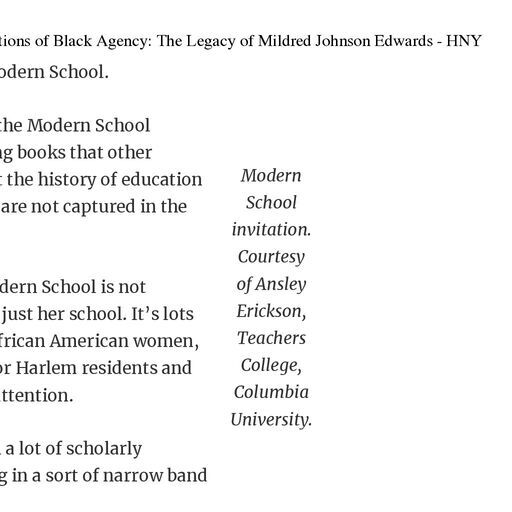 tions of Black Agency: The Legacy of Mildred Johnson Edwards - HNY
odern School.
the Modern School
ng books that other
t the history of education
are not captured in the
dern School is not
just her school. It’s lots
frican American women,
or Harlem residents and
ttention.
a lot of scholarly
g in a sort of narrow band
Modern
School
invitation.
Courtesy
of Ansley
Erickson,
Teachers
College,
Columbia
University.